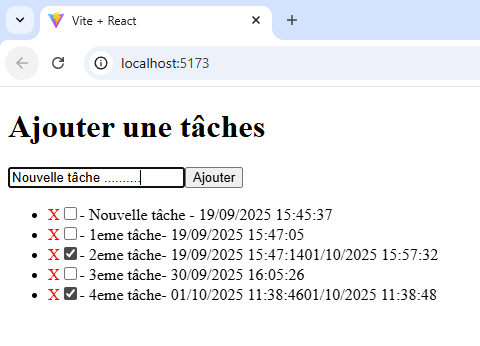 Vite + React
localhost:5173
Ajouter une tâches
Nouvelle tâche .......... Ajouter
X - Nouvelle tâche - 19/09/2025 15:45:37
X - 1eme tâche- 19/09/2025 15:47:05
X - 2eme tâche- 19/09/2025 15:47:1401/10/2025 15:57:32
X - 3eme tâche- 30/09/2025 16:05:26
X - 4eme tâche- 01/10/2025 11:38:4601/10/2025 11:38:48